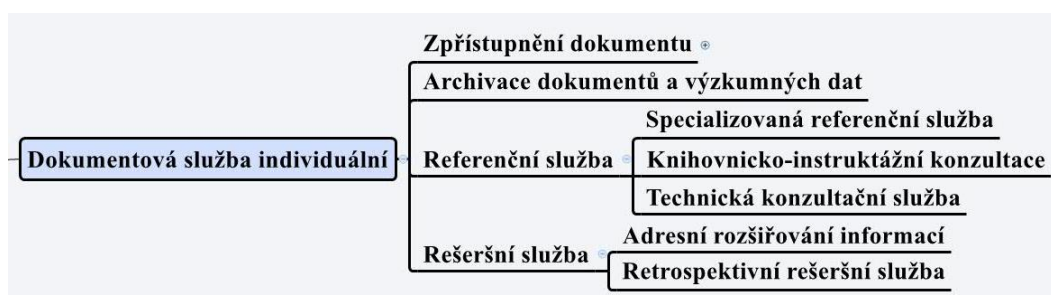 Dokumentová služba individuální
Zpřístupnění dokumentu
Archivace dokumentů a výzkumných dat
Referenční služba
Specializovaná referenční služba
Knihovnicko-instruktážní konzultace
Technická konzultační služba
Rešeršní služba
Adresní rozšiřování informací
Retrospektivní rešeršní služba